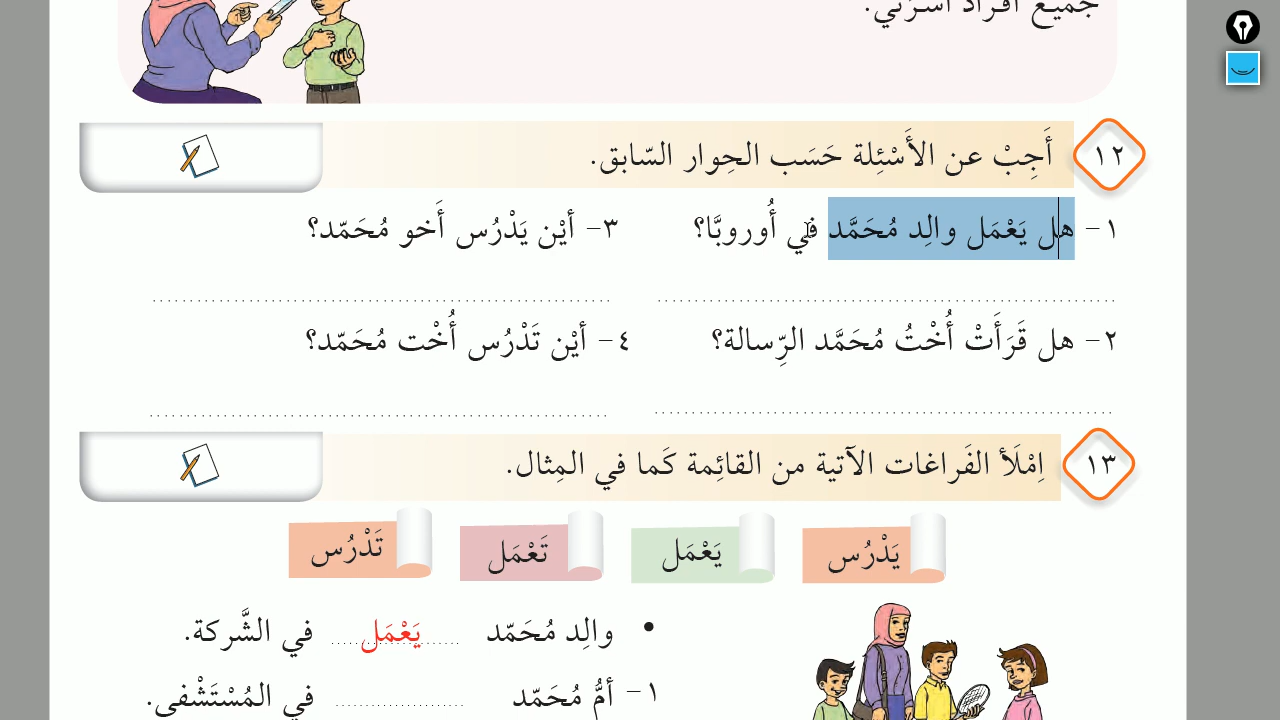 جميع أفراد أسرتي.
١٢ أَجِبْ عن الأَسْئِلة حَسَب الحِوار السّابق.
١- هل يَعْمَل والِد مُحَمَّد في أُوروبَّا؟
٣- أيْن يَدْرُس أَخو مُحَمّد؟
٢- هل قَرَأَتْ أُخْتُ مُحَمَّد الرِّسالة؟
٤- أيْن تَدْرُس أُخْت مُحَمّد؟
١٣ اِمْلَأ الفَراغات الآتية من القائِمة كَما في المِثال.
يَدْرُس يَعْمَل تَعْمَل تَدْرُس
• والِد مُحَمّد يَعْمَل في الشَّركة.
١- أمُّ مُحَمّد في المُسْتَشْفى.